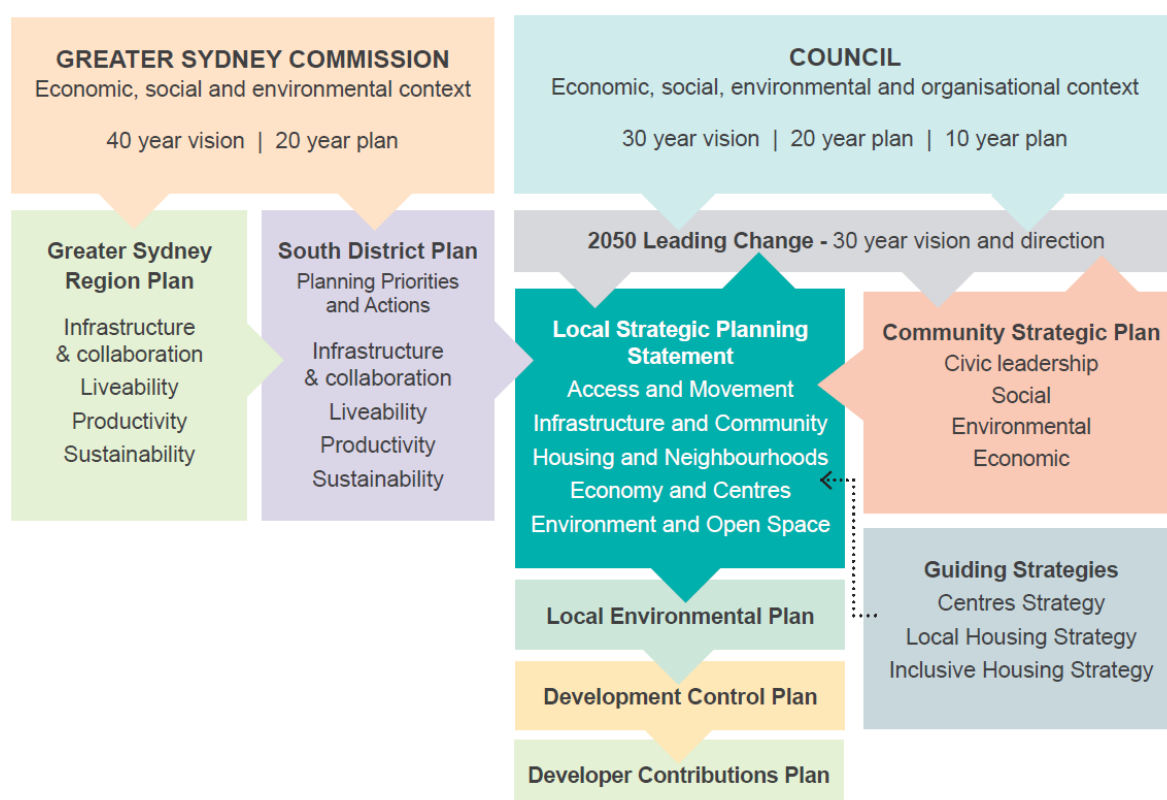 GREATER SYDNEY COMMISSION
Economic, social and environmental context
40 year vision | 20 year plan
COUNCIL
Economic, social, environmental and organisational context
30 year vision | 20 year plan | 10 year plan
Greater Sydney
Region Plan
Infrastructure
& collaboration
Liveability
Productivity
Sustainability
South District Plan
Planning Priorities
and Actions
Infrastructure
& collaboration
Liveability
Productivity
Sustainability
2050 Leading Change - 30 year vision and direction
Local Strategic Planning
Statement
Access and Movement
Infrastructure and Community
Housing and Neighbourhoods
Economy and Centres
Environment and Open Space
Community Strategic Plan
Civic leadership
Social
Environmental
Economic
Guiding Strategies
Centres Strategy
Local Housing Strategy
Inclusive Housing Strategy
Local Environmental Plan
Development Control Plan
Developer Contributions Plan